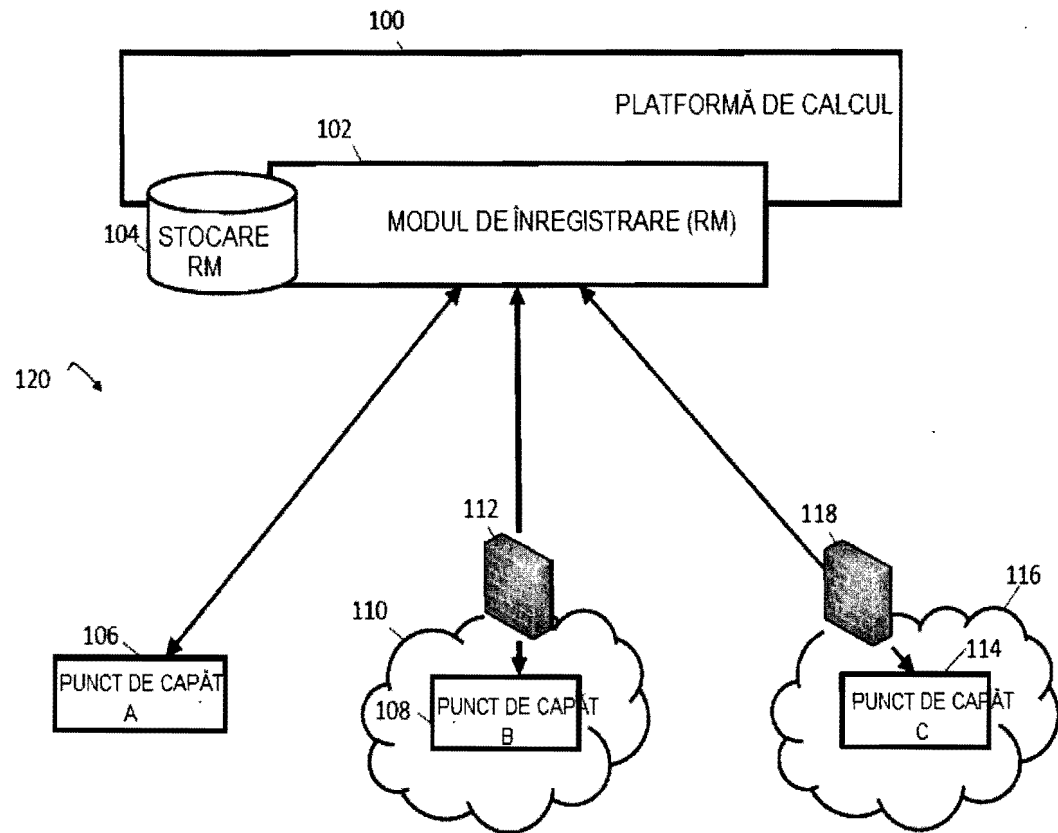 100
PLATFORMĂ DE CALCUL
102
MODUL DE ÎNREGISTRARE (RM)
104
STOCARE
RM
120
112
118
110
116
106
PUNCT DE CAPĂT
A
108
PUNCT DE CAPĂT
B
114
PUNCT DE CAPĂT
C